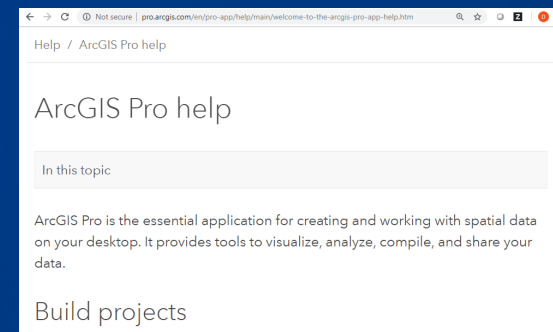 Not secure | pro.arcgis.com/en/pro-app/help/main/welcome-to-the-arcgis-pro-app-help.htm
Help / ArcGIS Pro help
ArcGIS Pro help
In this topic
ArcGIS Pro is the essential application for creating and working with spatial data
on your desktop. It provides tools to visualize, analyze, compile, and share your
data.
Build projects